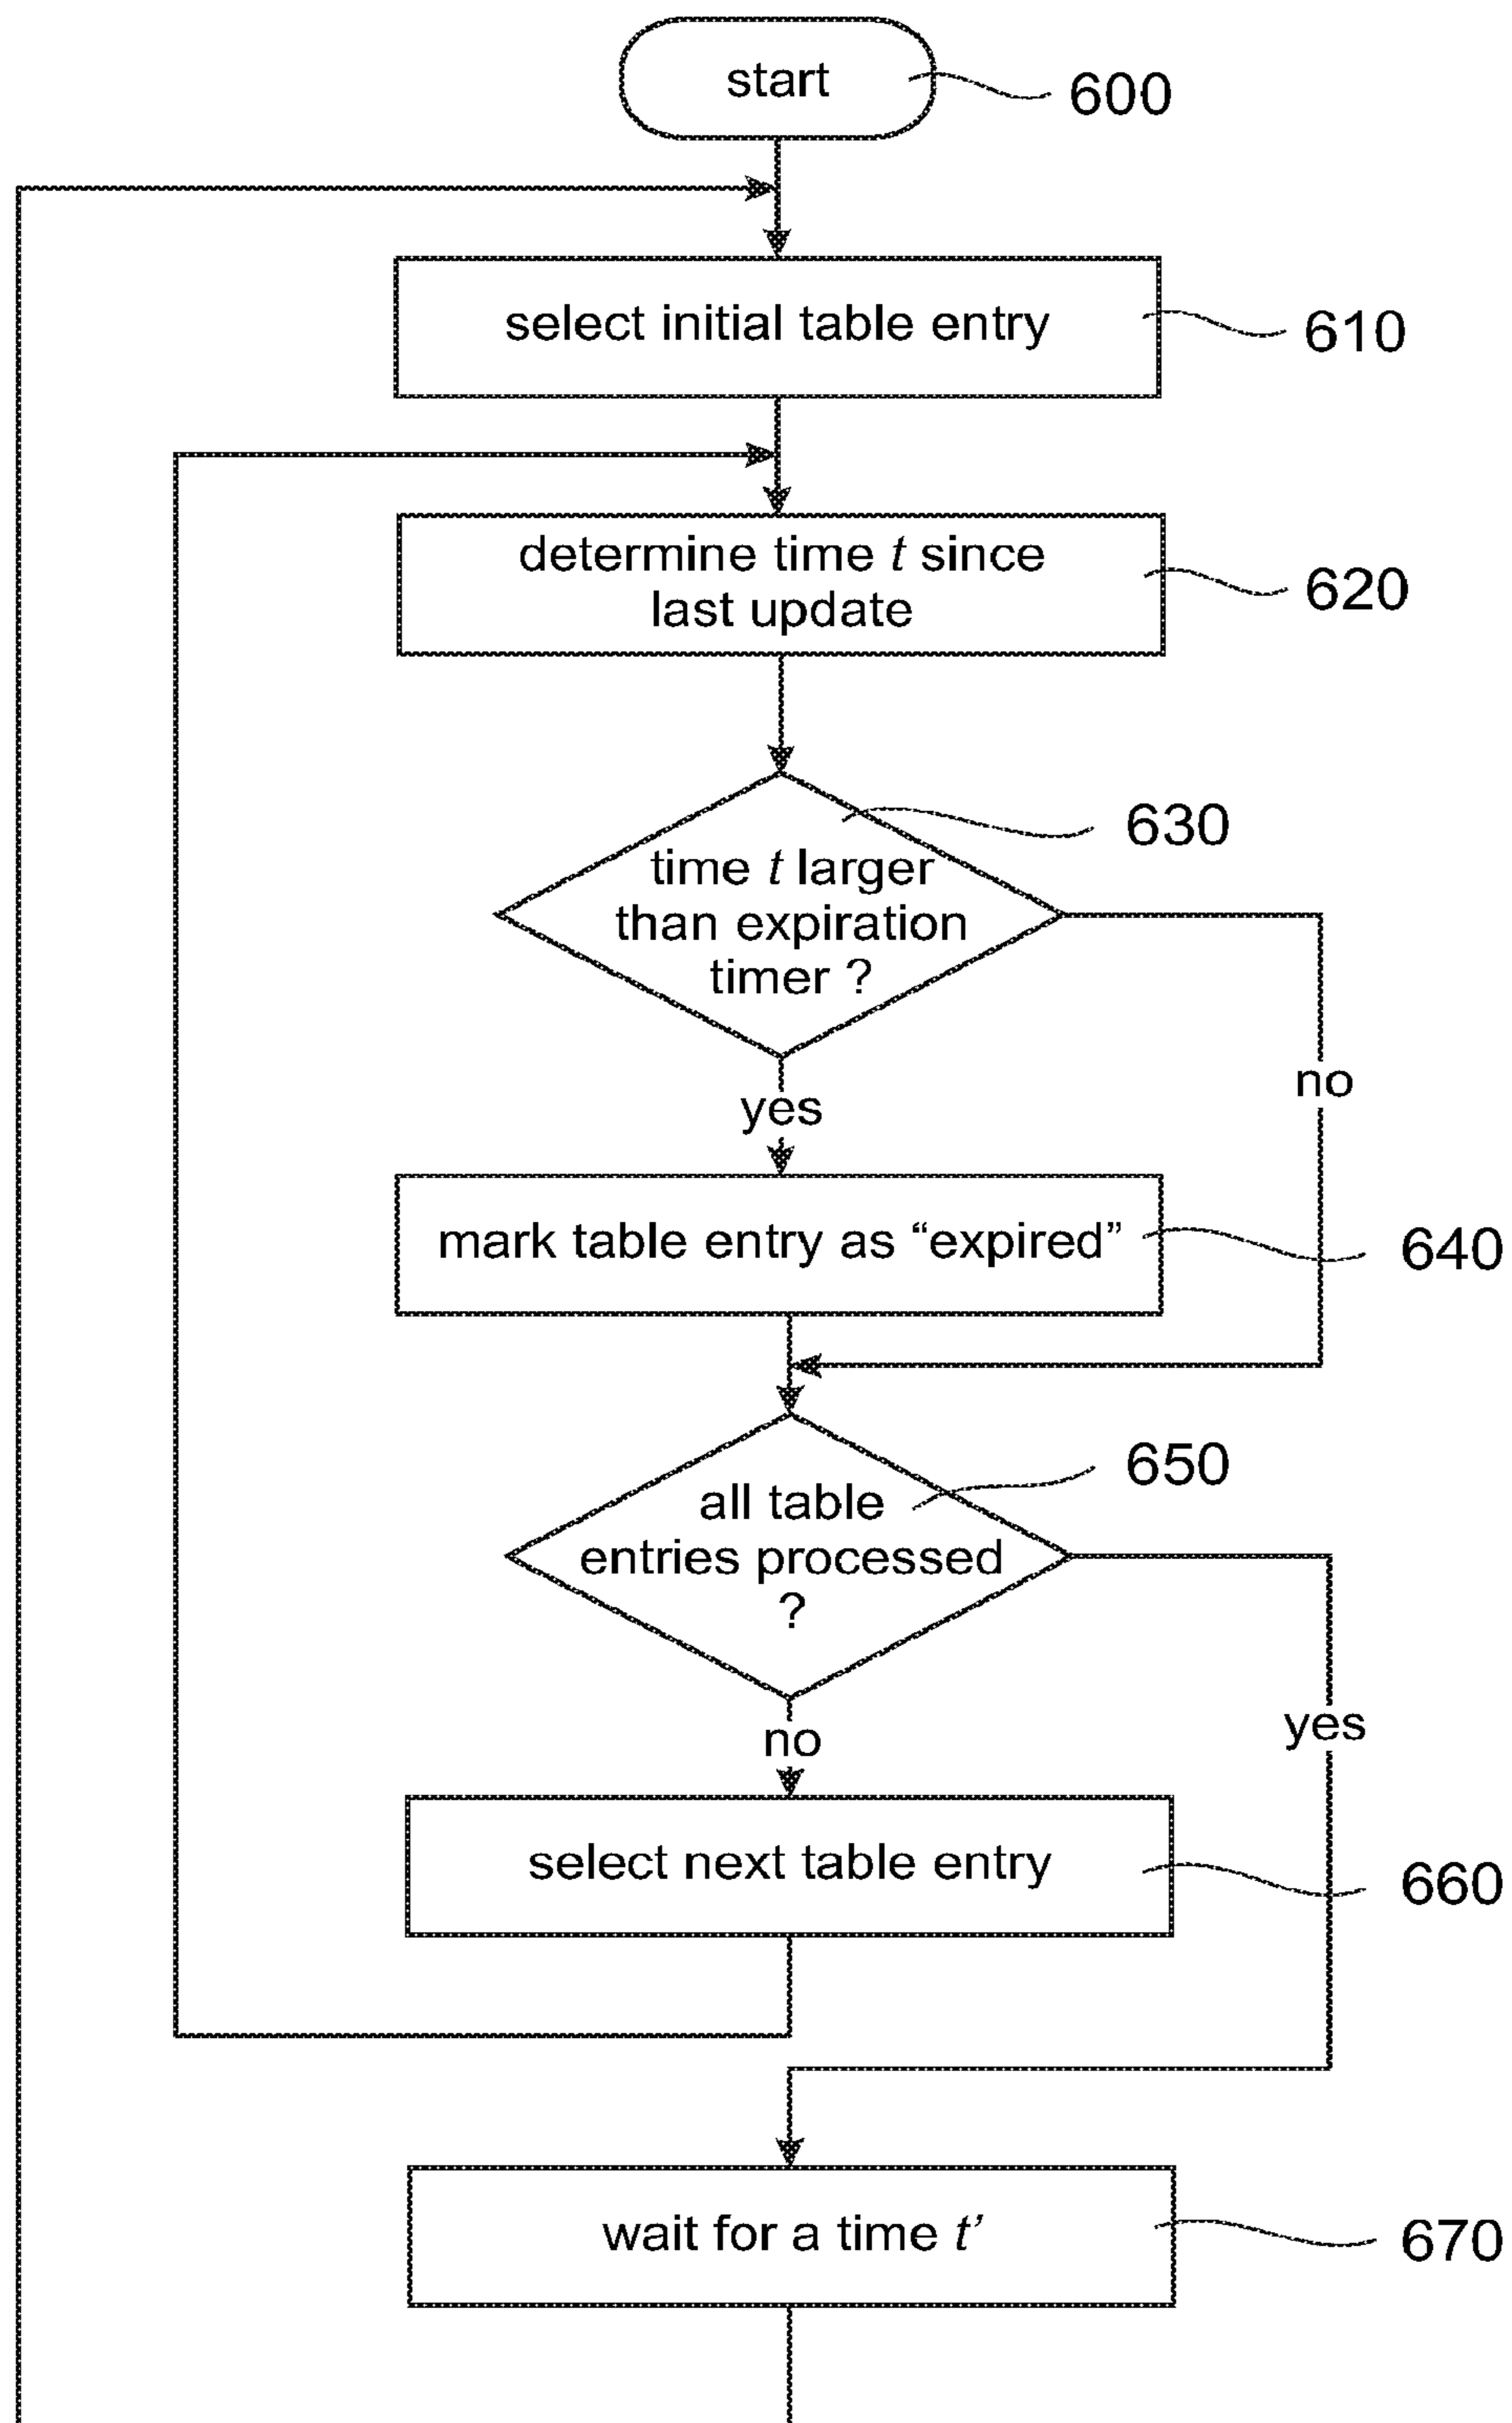 start
600
select initial table entry
610
determine time t since
last update
620
630
time t larger
than expiration
timer ?
no
yes
mark table entry as “expired”
640
650
all table
entries processed
?
yes
no
select next table entry
660
wait for a time t’
670